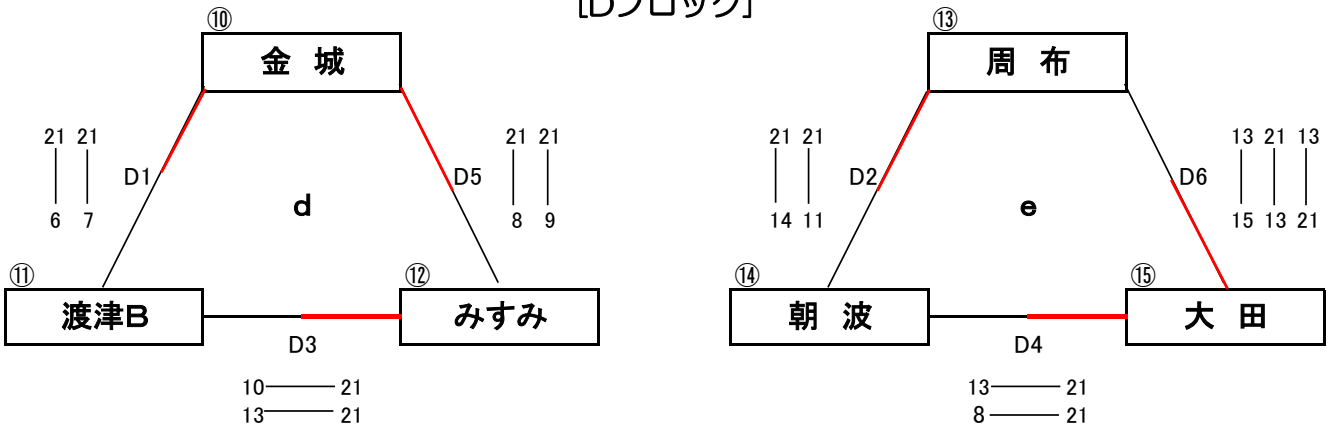 [Dブロック]
⑩ ⑬
金 城 周 布
21 21 21 21 21 21 13 21 13
D1 D5 D2 D6
d e
6 7 8 9 14 11 15 13 21
⑪ ⑫ ⑭ ⑮
渡津B みすみ 朝 波 大 田
D3 D4
10 21 13 21
13 21 8 21